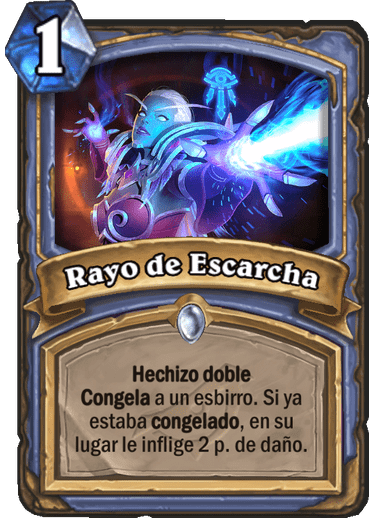 1
Rayo de Escarcha
Hechizo doble
Congela a un esbirro. Si ya
estaba congelado, en su
lugar le inflige 2 p. de daño.